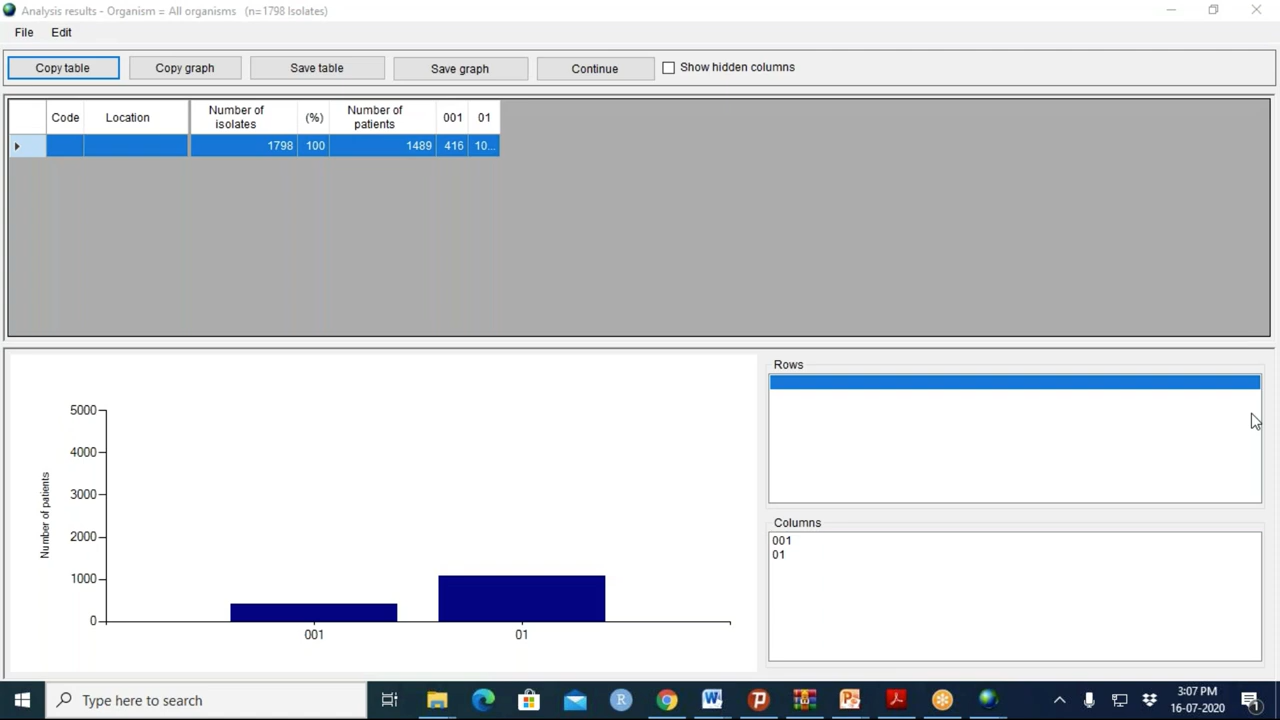 Analysis results - Organism = All organisms (n=1798 Isolates)
File Edit
Copy table Copy graph Save table Save graph Continue Show hidden columns
Code Location Number of isolates (%) Number of patients 001 01
1798 100 1489 416 10...
Rows
5000
4000
3000
2000
1000
0
Number of patients
001 01
Columns
001
01
Type here to search
3:07 PM
16-07-2020
1